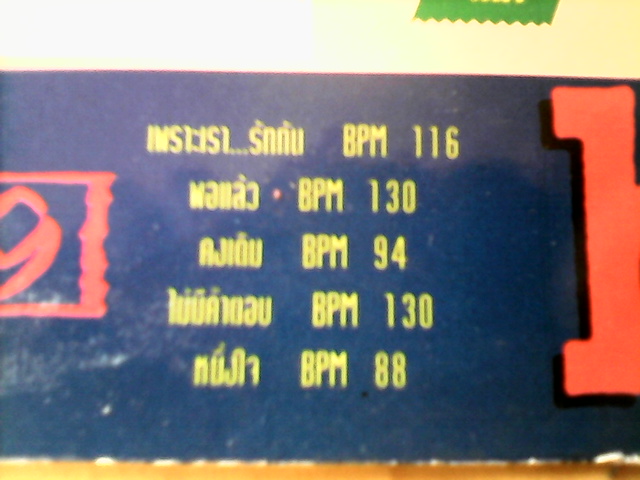 เพราะเรา...รักกัน BPM 116
พอแล้ว BPM 130
คงเดิม BPM 94
ไม่มีคำตอบ BPM 130
หนึ่งใจ BPM 88